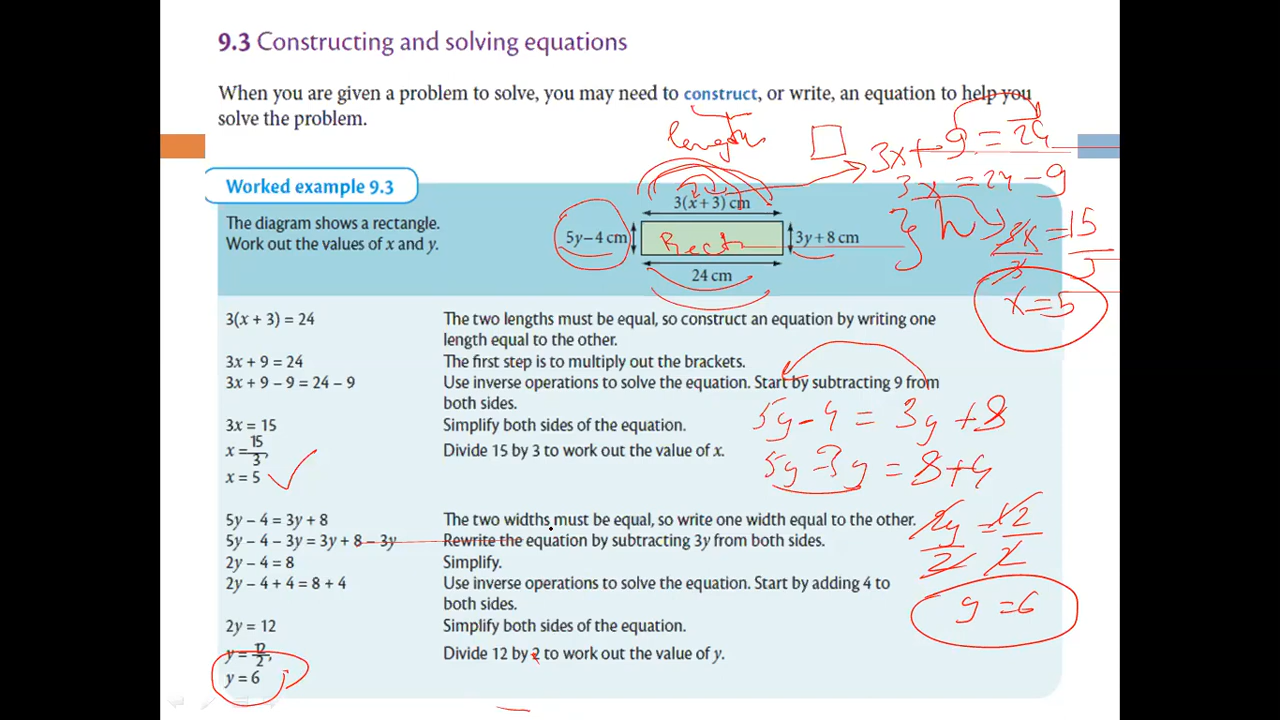 9.3 Constructing and solving equations
When you are given a problem to solve, you may need to construct, or write, an equation to help you
solve the problem.
length
3x + 9 = 24
3x = 24 - 9
3x = 15
3 3
x = 5
Worked example 9.3
The diagram shows a rectangle.
Work out the values of x and y.
3(x + 3) cm
5y – 4 cm
Rect
3y + 8 cm
24 cm
3(x + 3) = 24
The two lengths must be equal, so construct an equation by writing one
length equal to the other.
3x + 9 = 24
The first step is to multiply out the brackets.
3x + 9 – 9 = 24 – 9
Use inverse operations to solve the equation. Start by subtracting 9 from
both sides.
3x = 15
Simplify both sides of the equation.
x = 15/3,
Divide 15 by 3 to work out the value of x.
x = 5
5y - 4 = 3y + 8
5y - 3y = 8 + 4
2y = 12
2 2
y = 6
5y – 4 = 3y + 8
The two widths must be equal, so write one width equal to the other.
5y – 4 – 3y = 3y + 8 – 3y
Rewrite the equation by subtracting 3y from both sides.
2y – 4 = 8
Simplify.
2y – 4 + 4 = 8 + 4
Use inverse operations to solve the equation. Start by adding 4 to
both sides.
2y = 12
Simplify both sides of the equation.
y = 12/2,
Divide 12 by 2 to work out the value of y.
y = 6